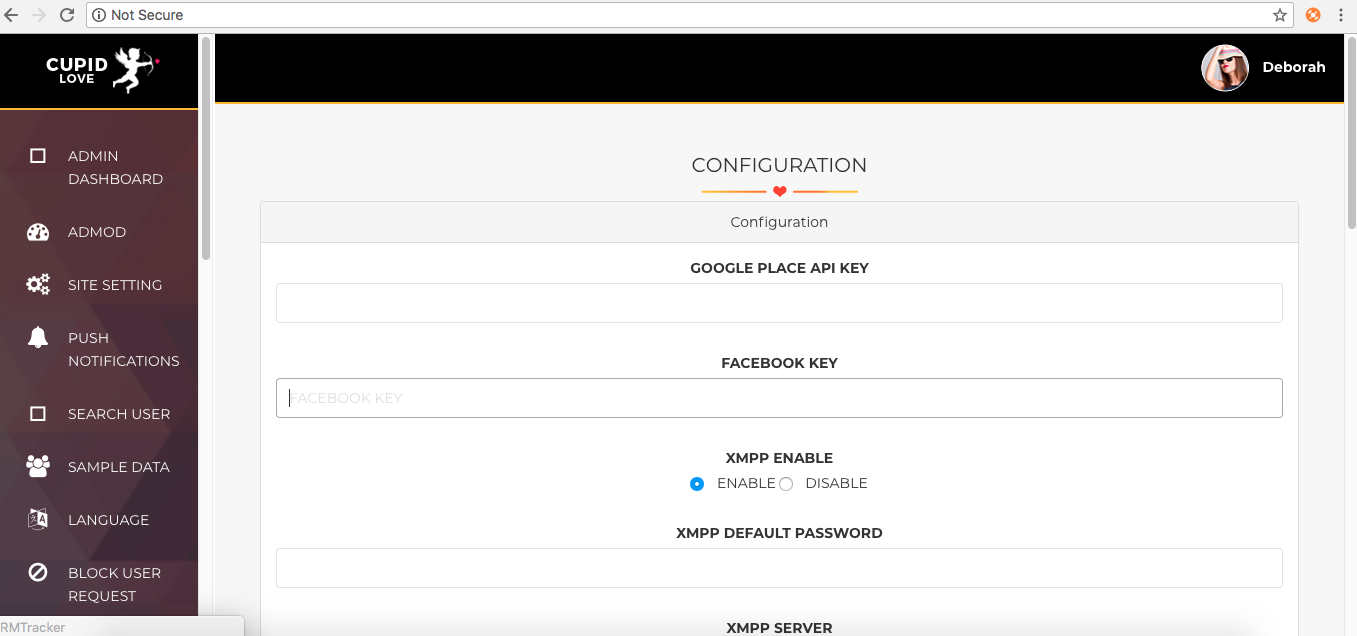 Not Secure
CUPID
LOVE
Deborah
ADMIN
DASHBOARD
ADMOD
SITE SETTING
PUSH
NOTIFICATIONS
SEARCH USER
SAMPLE DATA
LANGUAGE
BLOCK USER
REQUEST
RMTracker
CONFIGURATION
Configuration
GOOGLE PLACE API KEY
FACEBOOK KEY
FACEBOOK KEY
XMPP ENABLE
ENABLE DISABLE
XMPP DEFAULT PASSWORD
XMPP SERVER